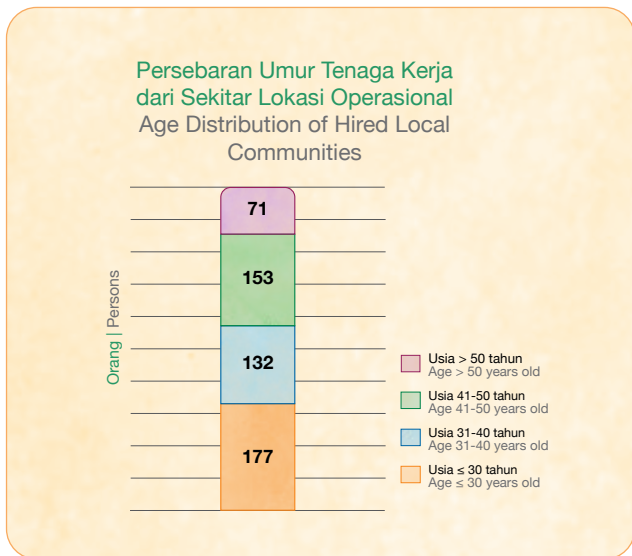 Persebaran Umur Tenaga Kerja
dari Sekitar Lokasi Operasional
Age Distribution of Hired Local
Communities
71
153
132
177
Orang | Persons
Usia > 50 tahun
Age > 50 years old
Usia 41-50 tahun
Age 41-50 years old
Usia 31-40 tahun
Age 31-40 years old
Usia ≤ 30 tahun
Age ≤ 30 years old